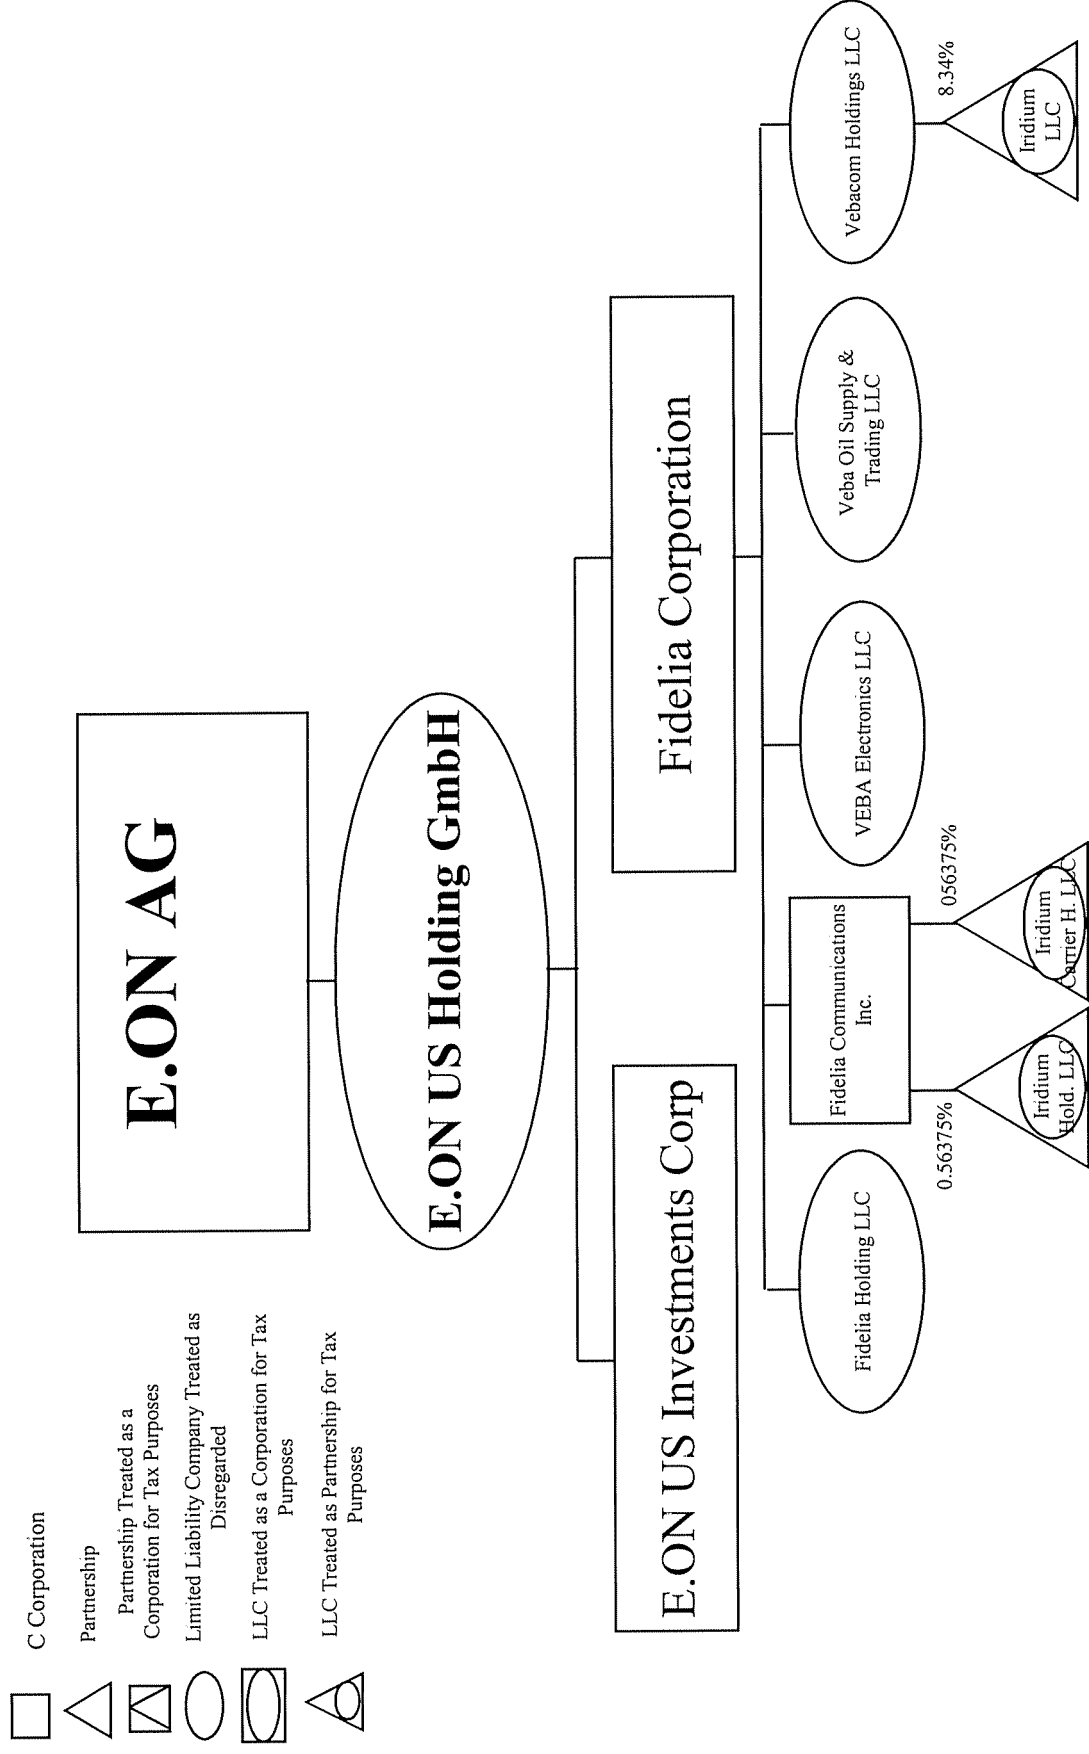 C Corporation
Partnership
Partnership Treated as a
Corporation for Tax Purposes
Limited Liability Company Treated as
Disregarded
LLC Treated as a Corporation for Tax
Purposes
LLC Treated as Partnership for Tax
Purposes
E.ON AG
E.ON US Holding GmbH
E.ON US Investments Corp
Fidelia Corporation
Fidelia Holding LLC
Fidelia Communications
Inc.
VEBA Electronics LLC
Veba Oil Supply &
Trading LLC
Vebacom Holdings LLC
0.56375%
056375%
8.34%
Iridium
Hold. LLC
Iridium
Carrier H. LLC
Iridium
LLC